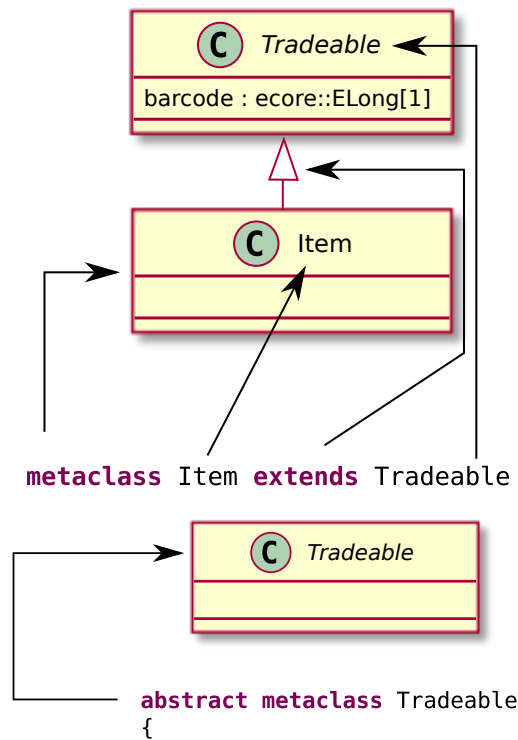 C Tradeable
barcode : ecore::ELong[1]
C Item
metaclass Item extends Tradeable
C Tradeable
abstract metaclass Tradeable
{